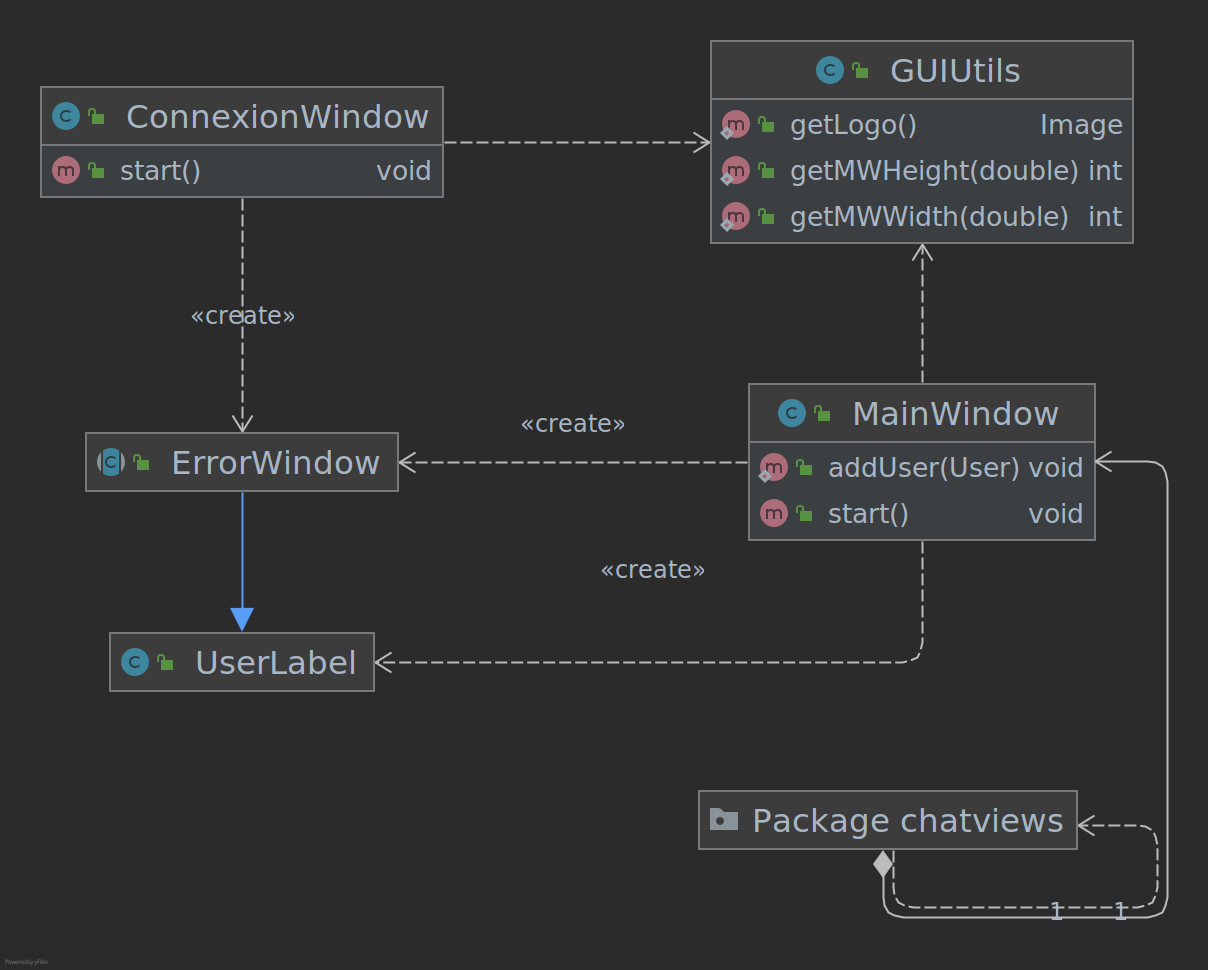 GUIUtils
getLogo() Image
getMWHeight(double) int
getMWWidth(double) int
ConnexionWindow
start() void
«create»
ErrorWindow
«create»
MainWindow
addUser(User) void
start() void
«create»
UserLabel
Package chatviews
1 1
Powered by yFiles